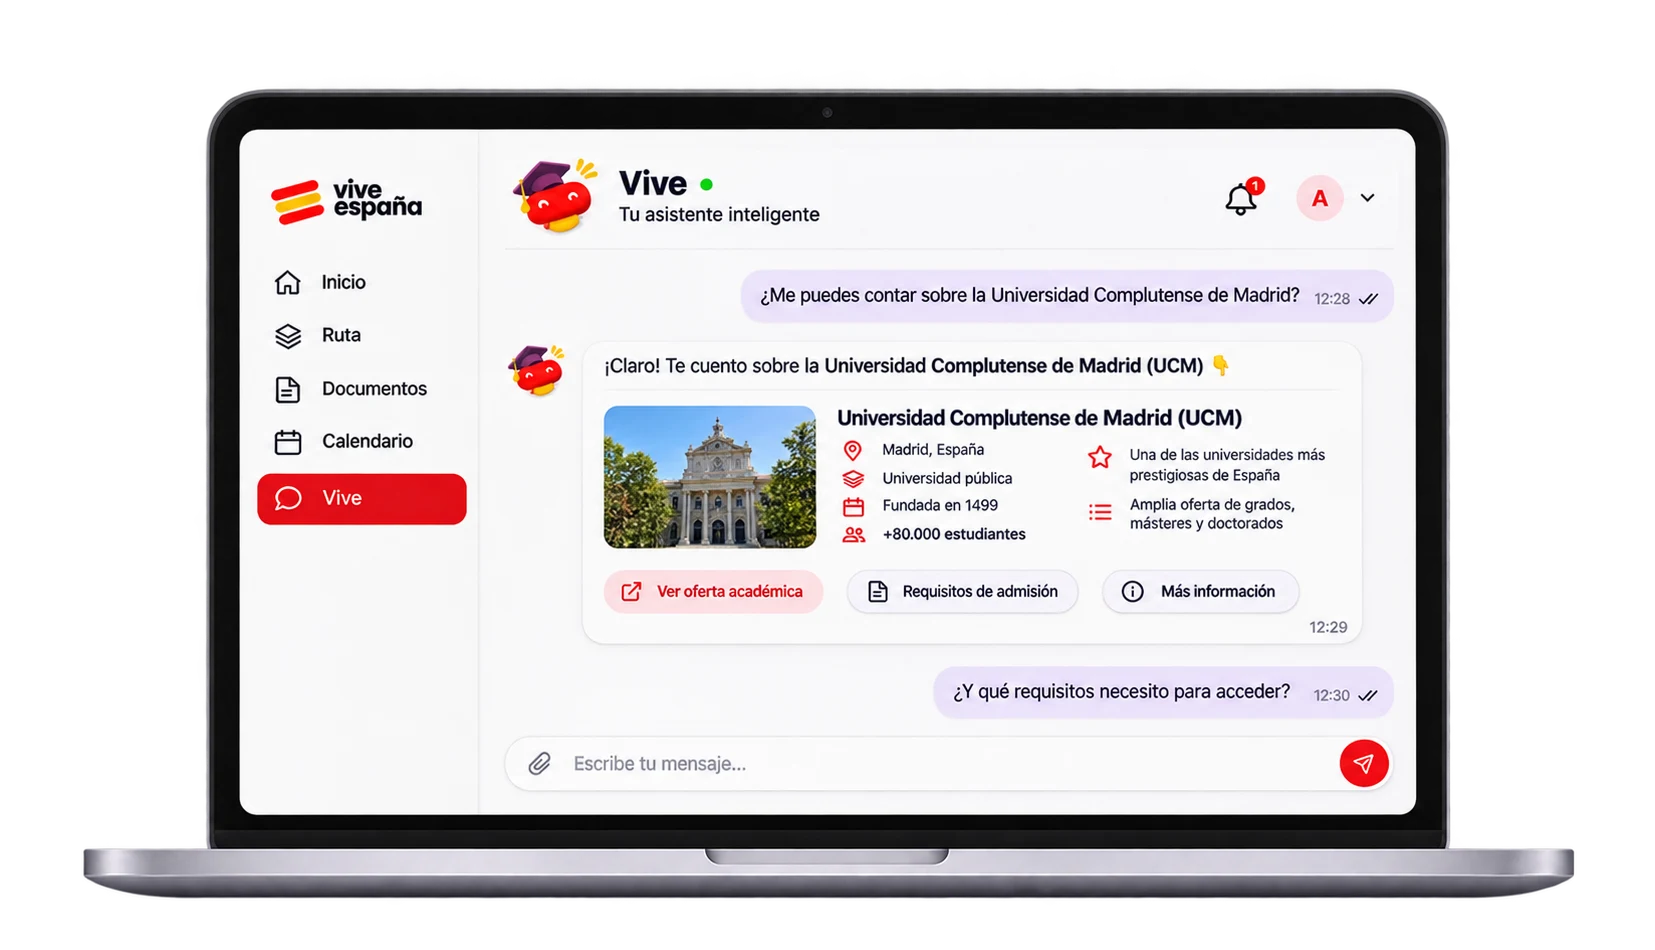 vive
españa
Inicio
Ruta
Documentos
Calendario
Vive
Vive
Tu asistente inteligente
1
A
¿Me puedes contar sobre la Universidad Complutense de Madrid? 12:28
¡Claro! Te cuento sobre la Universidad Complutense de Madrid (UCM) 👇
Universidad Complutense de Madrid (UCM)
Madrid, España
Universidad pública
Fundada en 1499
+80.000 estudiantes
Una de las universidades más
prestigiosas de España
Amplia oferta de grados,
másteres y doctorados
Ver oferta académica
Requisitos de admisión
Más información
12:29
¿Y qué requisitos necesito para acceder? 12:30
Escribe tu mensaje...